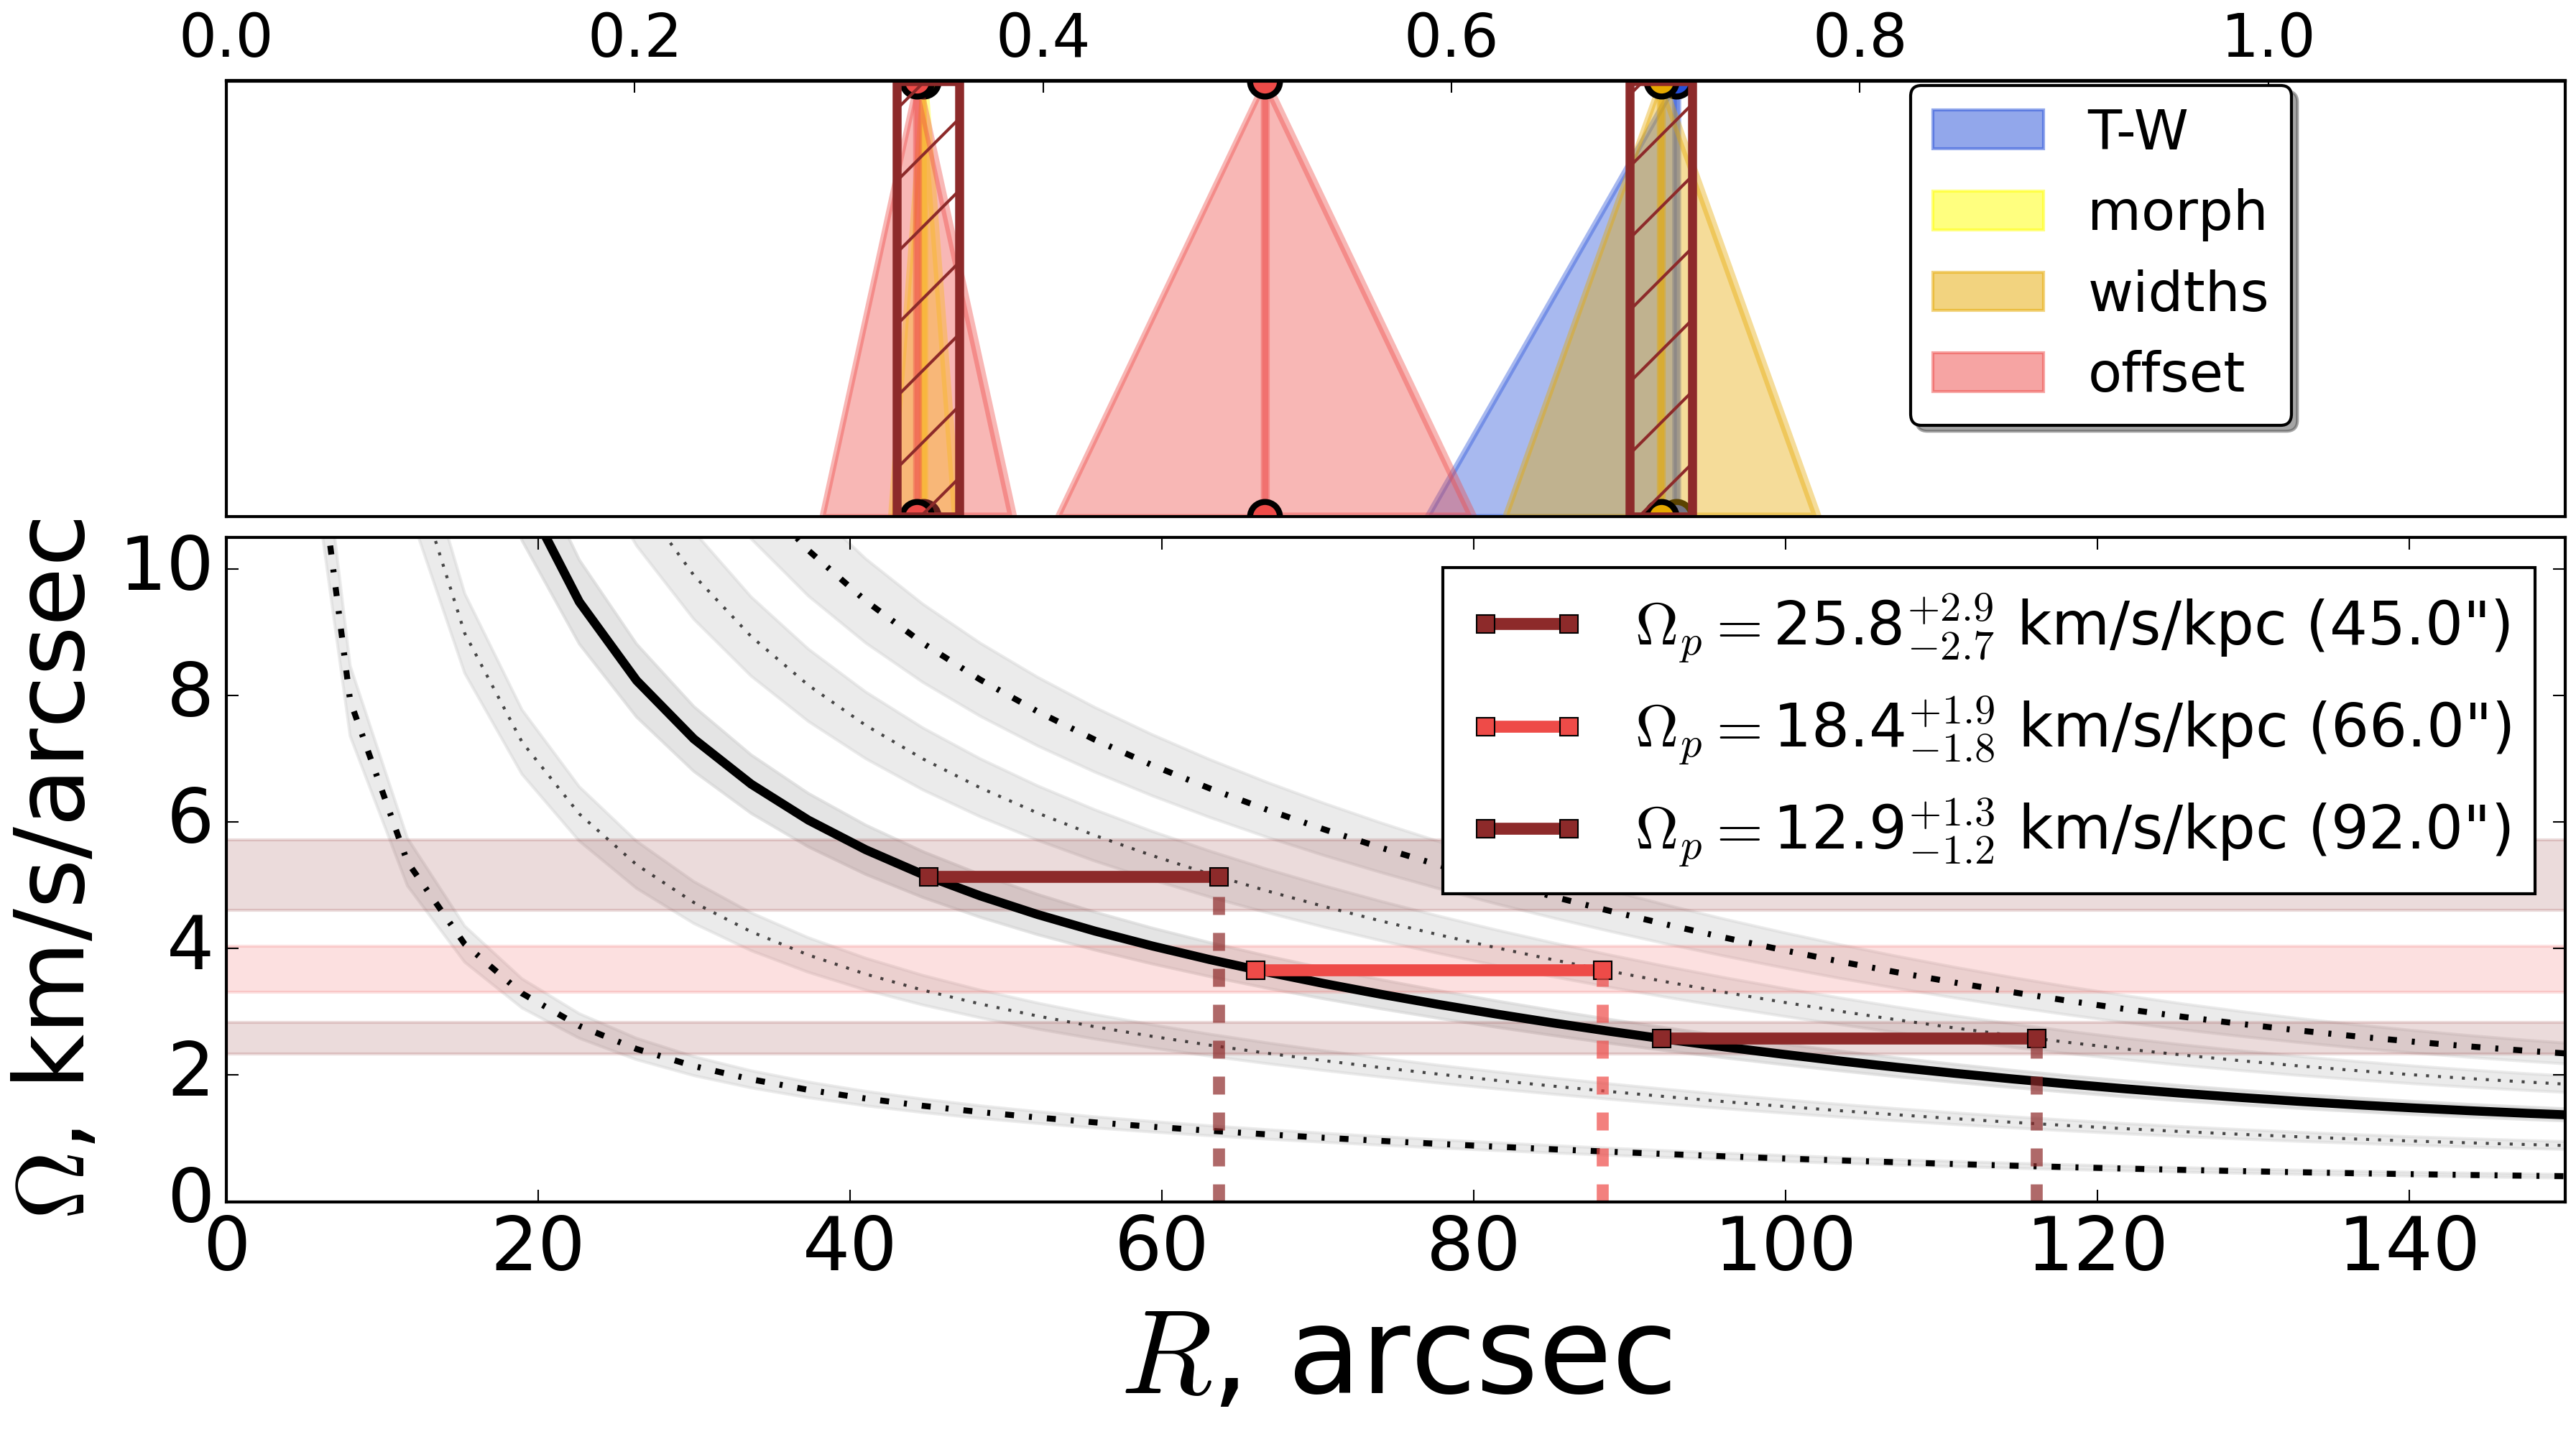 0.0 0.2 0.4 0.6 0.8 1.0
T-W
morph
widths
offset
10
8
6
4
2
0
Ω, km/s/arcsec
Ωp = 25.8 +2.9 −2.7 km/s/kpc (45.0")
Ωp = 18.4 +1.9 −1.8 km/s/kpc (66.0")
Ωp = 12.9 +1.3 −1.2 km/s/kpc (92.0")
0 20 40 60 80 100 120 140
R, arcsec